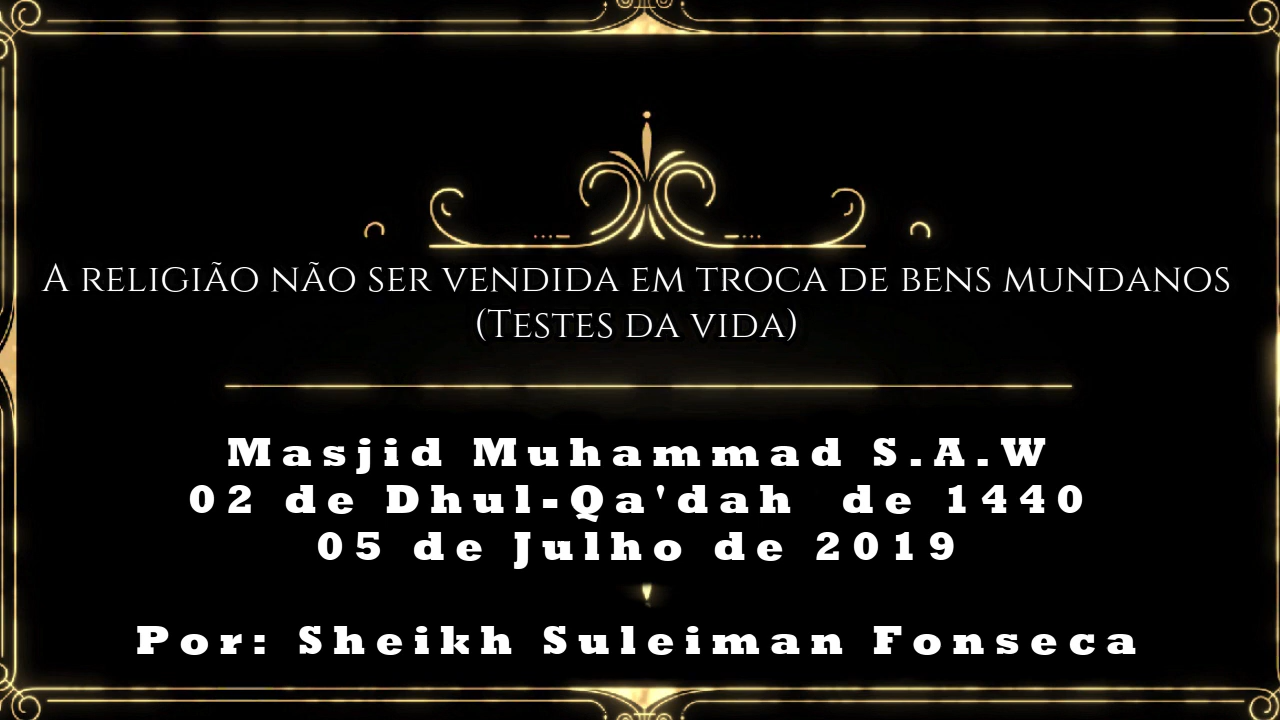 A religião não ser vendida em troca de bens mundanos
(Testes da vida)
Masjid Muhammad S.A.W
02 de Dhul-Qa'dah de 1440
05 de Julho de 2019
Por: Sheikh Suleiman Fonseca